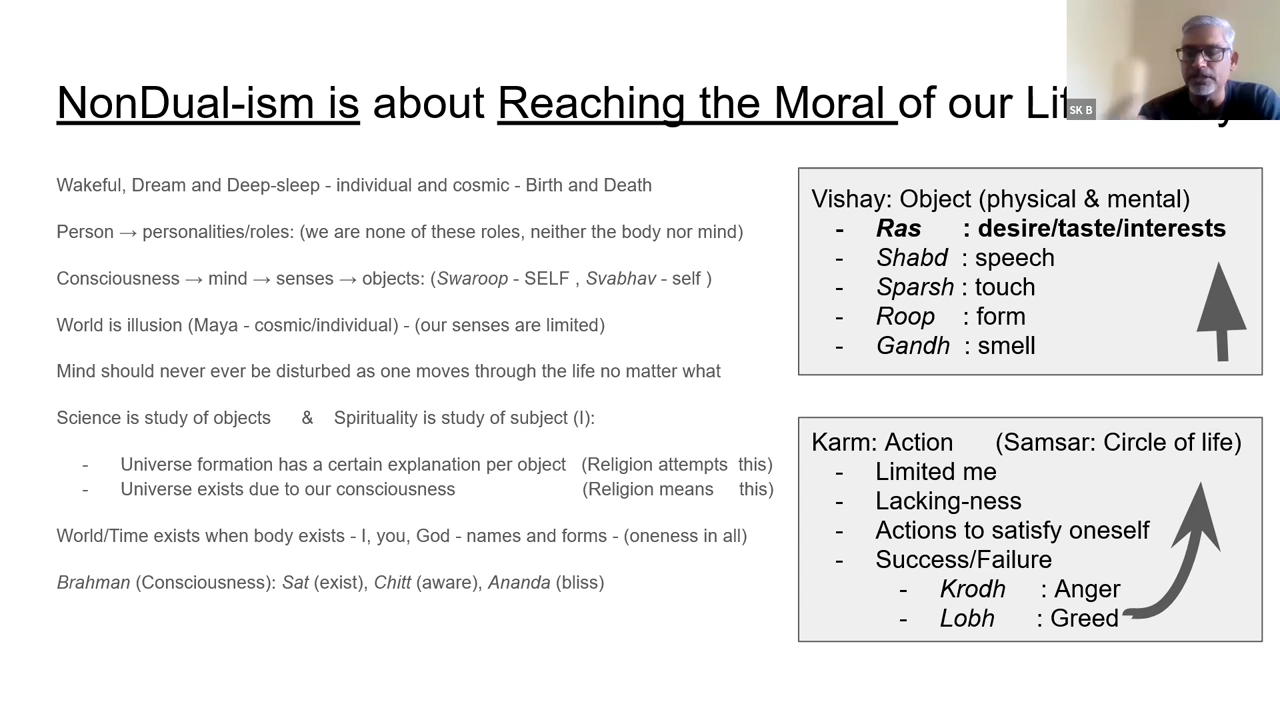 NonDual-ism is about Reaching the Moral of our
SK B
Wakeful, Dream and Deep-sleep - individual and cosmic - Birth and Death
Person → personalities/roles: (we are none of these roles, neither the body nor mind)
Consciousness → mind → senses → objects: (Swaroop - SELF , Svabhav - self )
World is illusion (Maya - cosmic/individual) - (our senses are limited)
Mind should never ever be disturbed as one moves through the life no matter what
Science is study of objects & Spirituality is study of subject (I):
- Universe formation has a certain explanation per object (Religion attempts this)
- Universe exists due to our consciousness (Religion means this)
World/Time exists when body exists - I, you, God - names and forms - (oneness in all)
Brahman (Consciousness): Sat (exist), Chitt (aware), Ananda (bliss)
Vishay: Object (physical & mental)
- Ras : desire/taste/interests
- Shabd : speech
- Sparsh : touch
- Roop : form
- Gandh : smell
Karm: Action (Samsar: Circle of life)
- Limited me
- Lacking-ness
- Actions to satisfy oneself
- Success/Failure
- Krodh : Anger
- Lobh : Greed